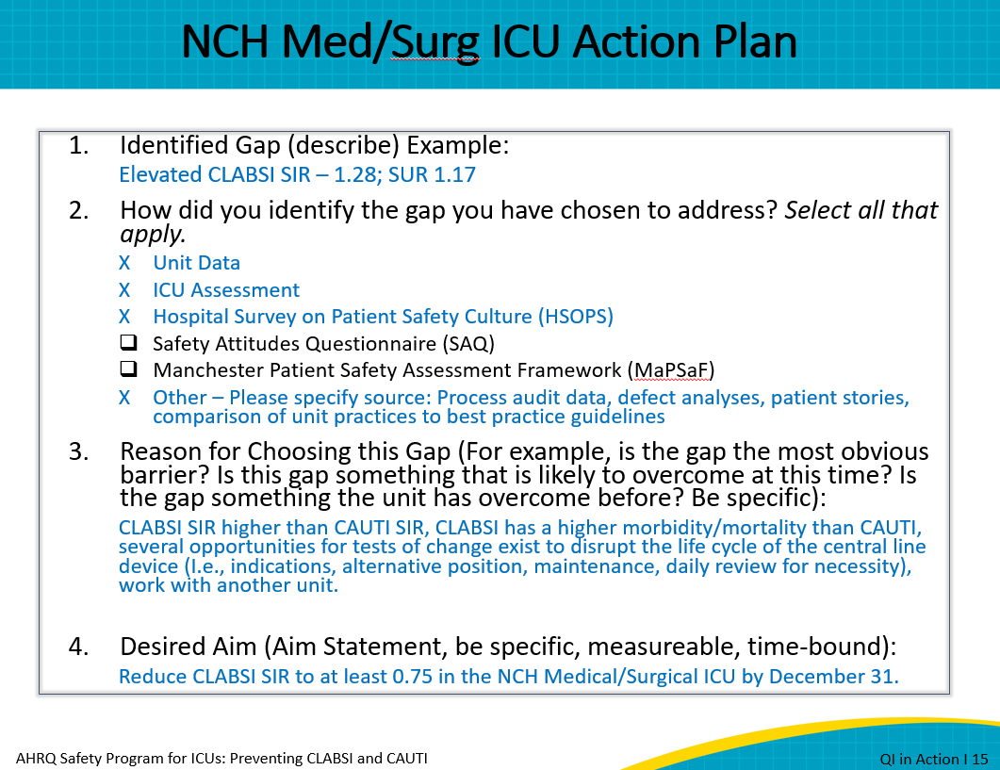 NCH Med/Surg ICU Action Plan
1. Identified Gap (describe) Example:
Elevated CLABSI SIR – 1.28; SUR 1.17
2. How did you identify the gap you have chosen to address? Select all that
apply.
X Unit Data
X ICU Assessment
X Hospital Survey on Patient Safety Culture (HSOPS)
❑ Safety Attitudes Questionnaire (SAQ)
❑ Manchester Patient Safety Assessment Framework (MaPSaF)
X Other – Please specify source: Process audit data, defect analyses, patient stories,
comparison of unit practices to best practice guidelines
3. Reason for Choosing this Gap (For example, is the gap the most obvious
barrier? Is this gap something that is likely to overcome at this time? Is
the gap something the unit has overcome before? Be specific):
CLABSI SIR higher than CAUTI SIR, CLABSI has a higher morbidity/mortality than CAUTI,
several opportunities for tests of change exist to disrupt the life cycle of the central line
device (I.e., indications, alternative position, maintenance, daily review for necessity),
work with another unit.
4. Desired Aim (Aim Statement, be specific, measureable, time-bound):
Reduce CLABSI SIR to at least 0.75 in the NCH Medical/Surgical ICU by December 31.
AHRQ Safety Program for ICUs: Preventing CLABSI and CAUTI
QI in Action I 15